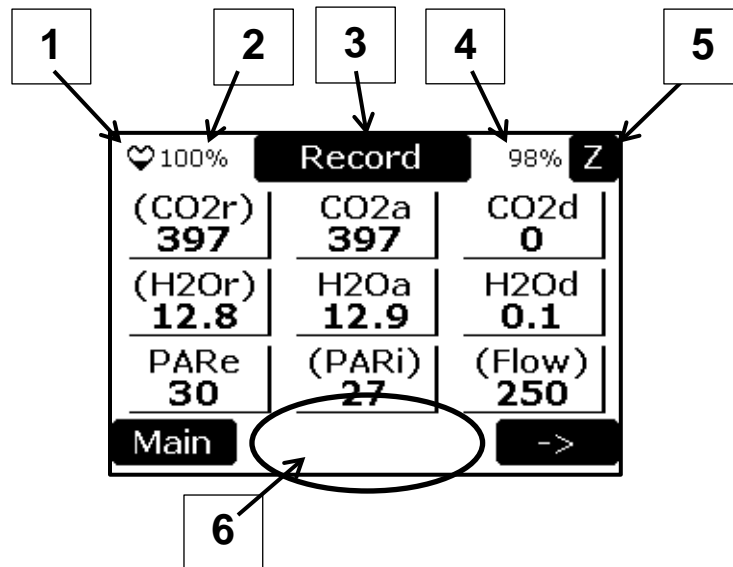 1 2 3 4 5
100% Record 98% Z
(CO2r) CO2a CO2d
397 397 0
(H2Or) H2Oa H2Od
12.8 12.9 0.1
PARe (PARi) (Flow)
30 27 250
Main ->
6